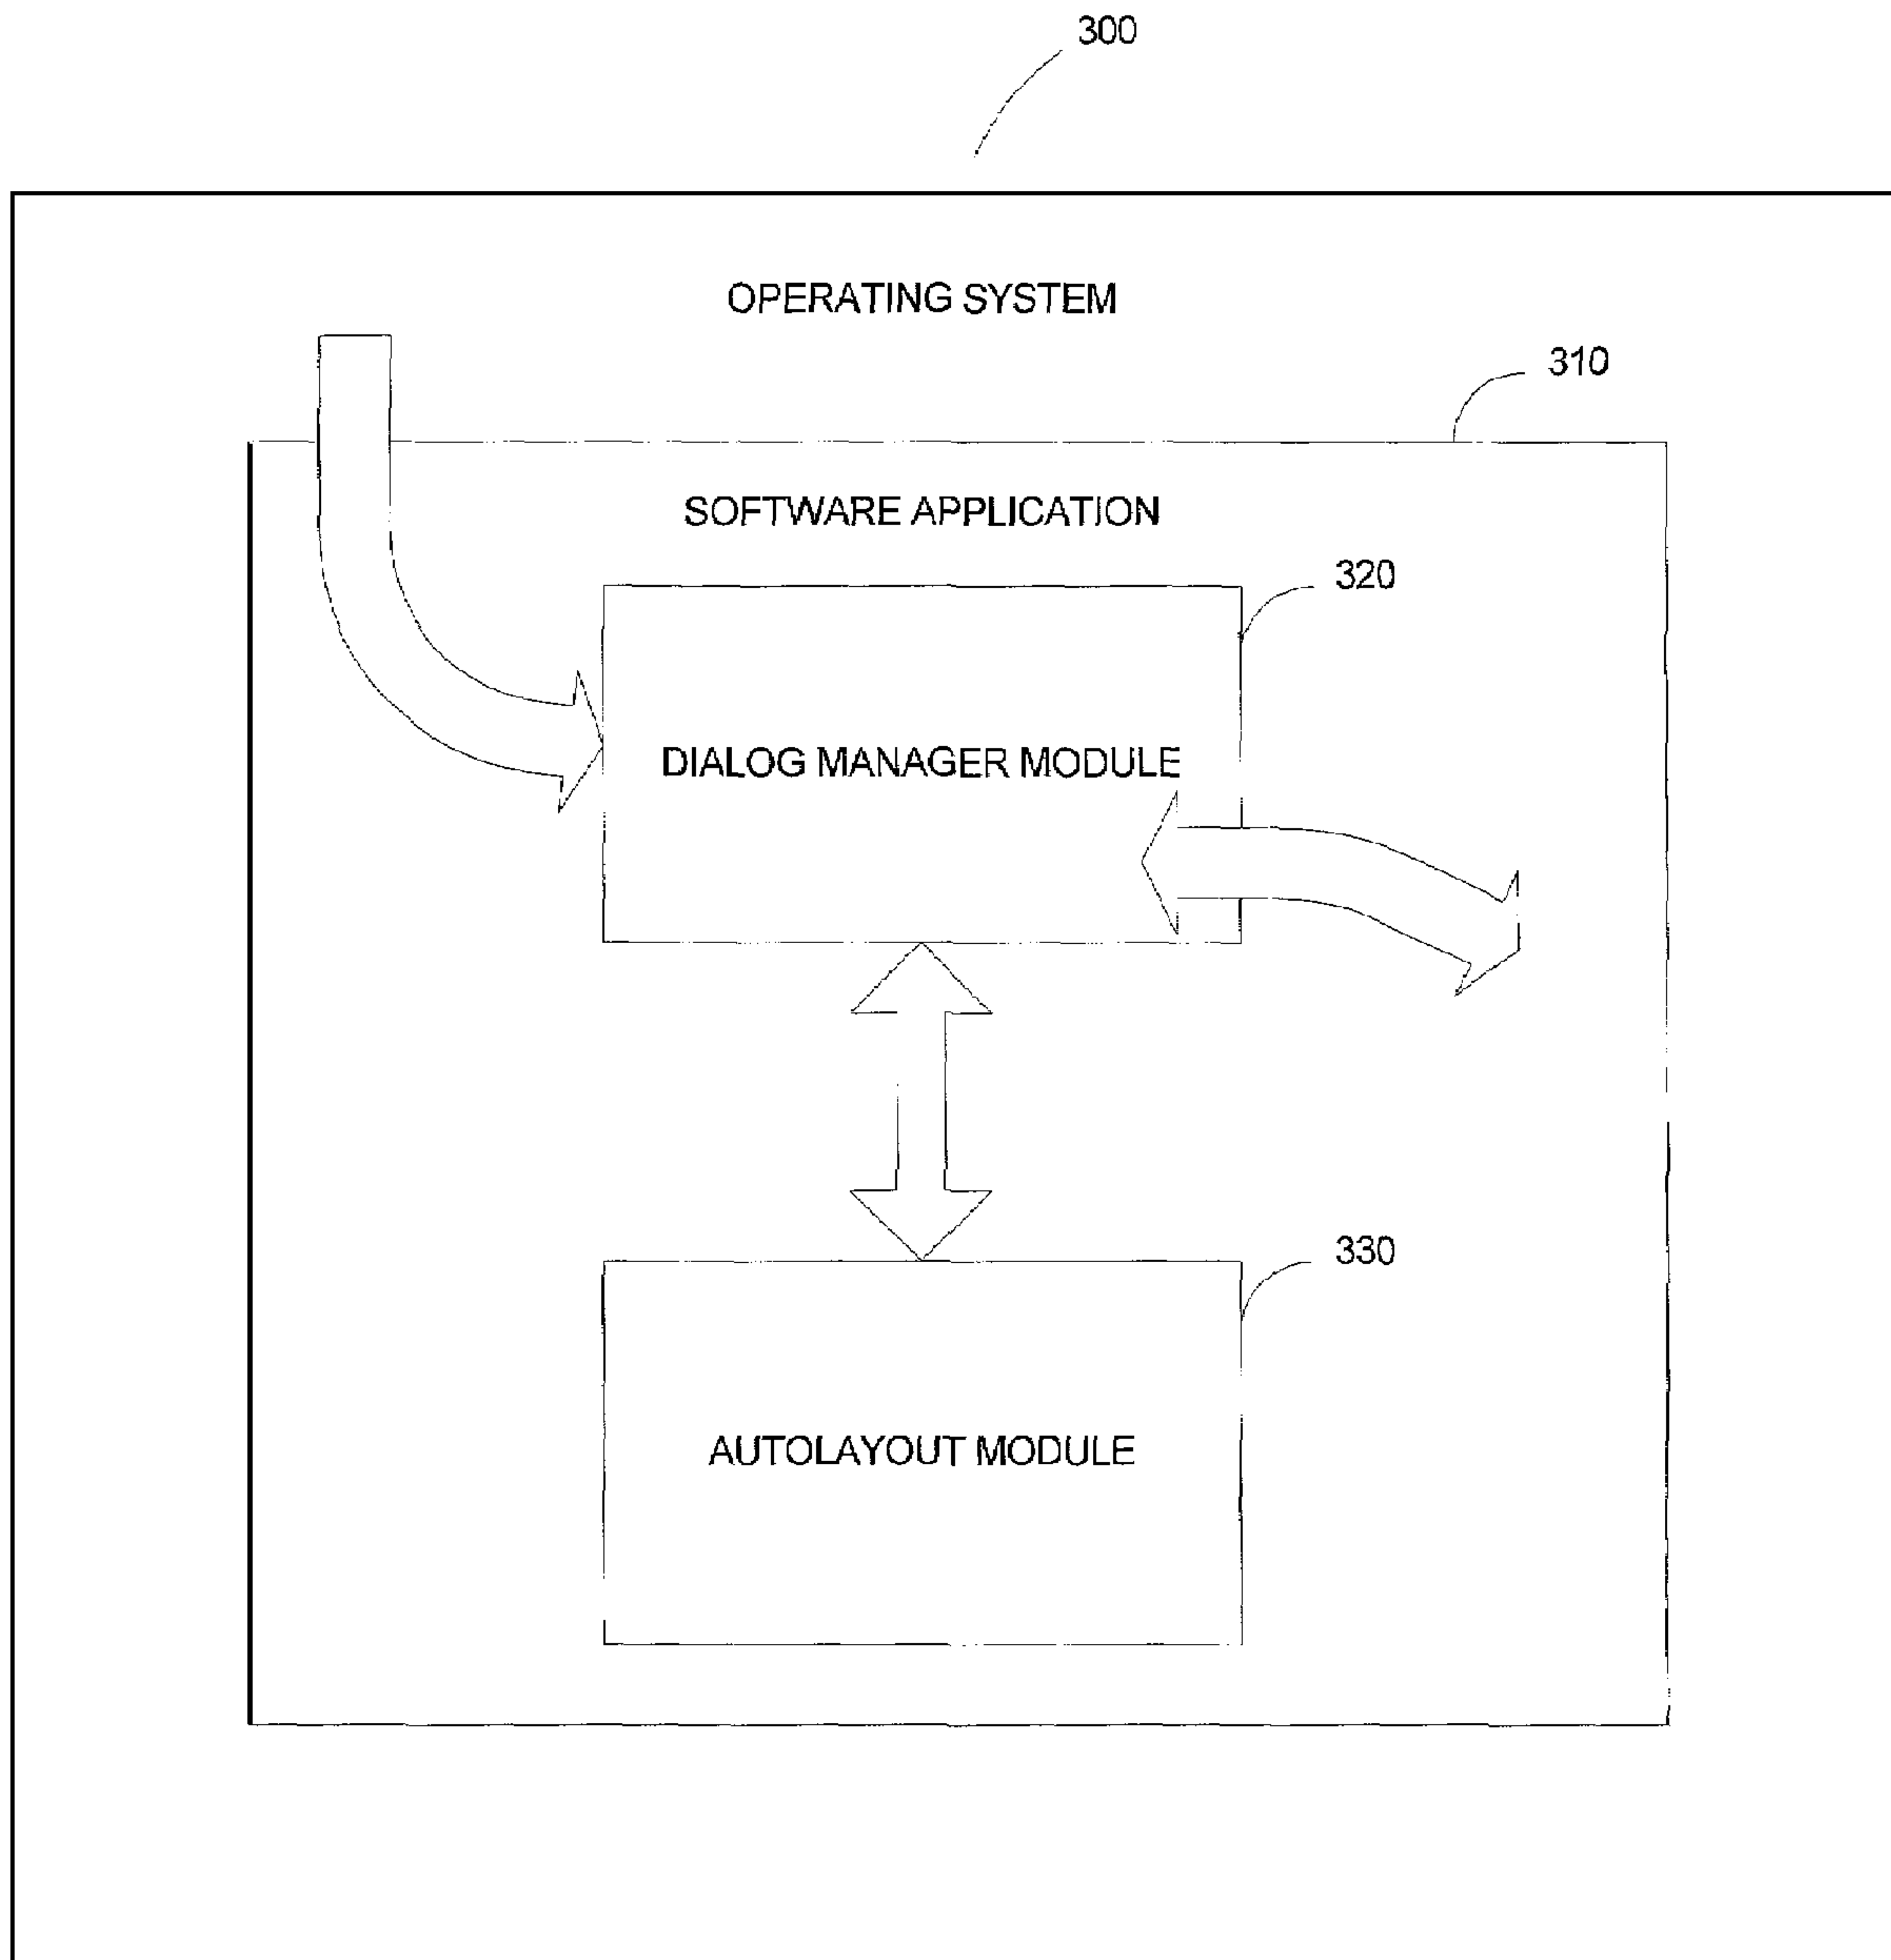 300
OPERATING SYSTEM
310
SOFTWARE APPLICATION
320
DIALOG MANAGER MODULE
330
AUTOLAYOUT MODULE